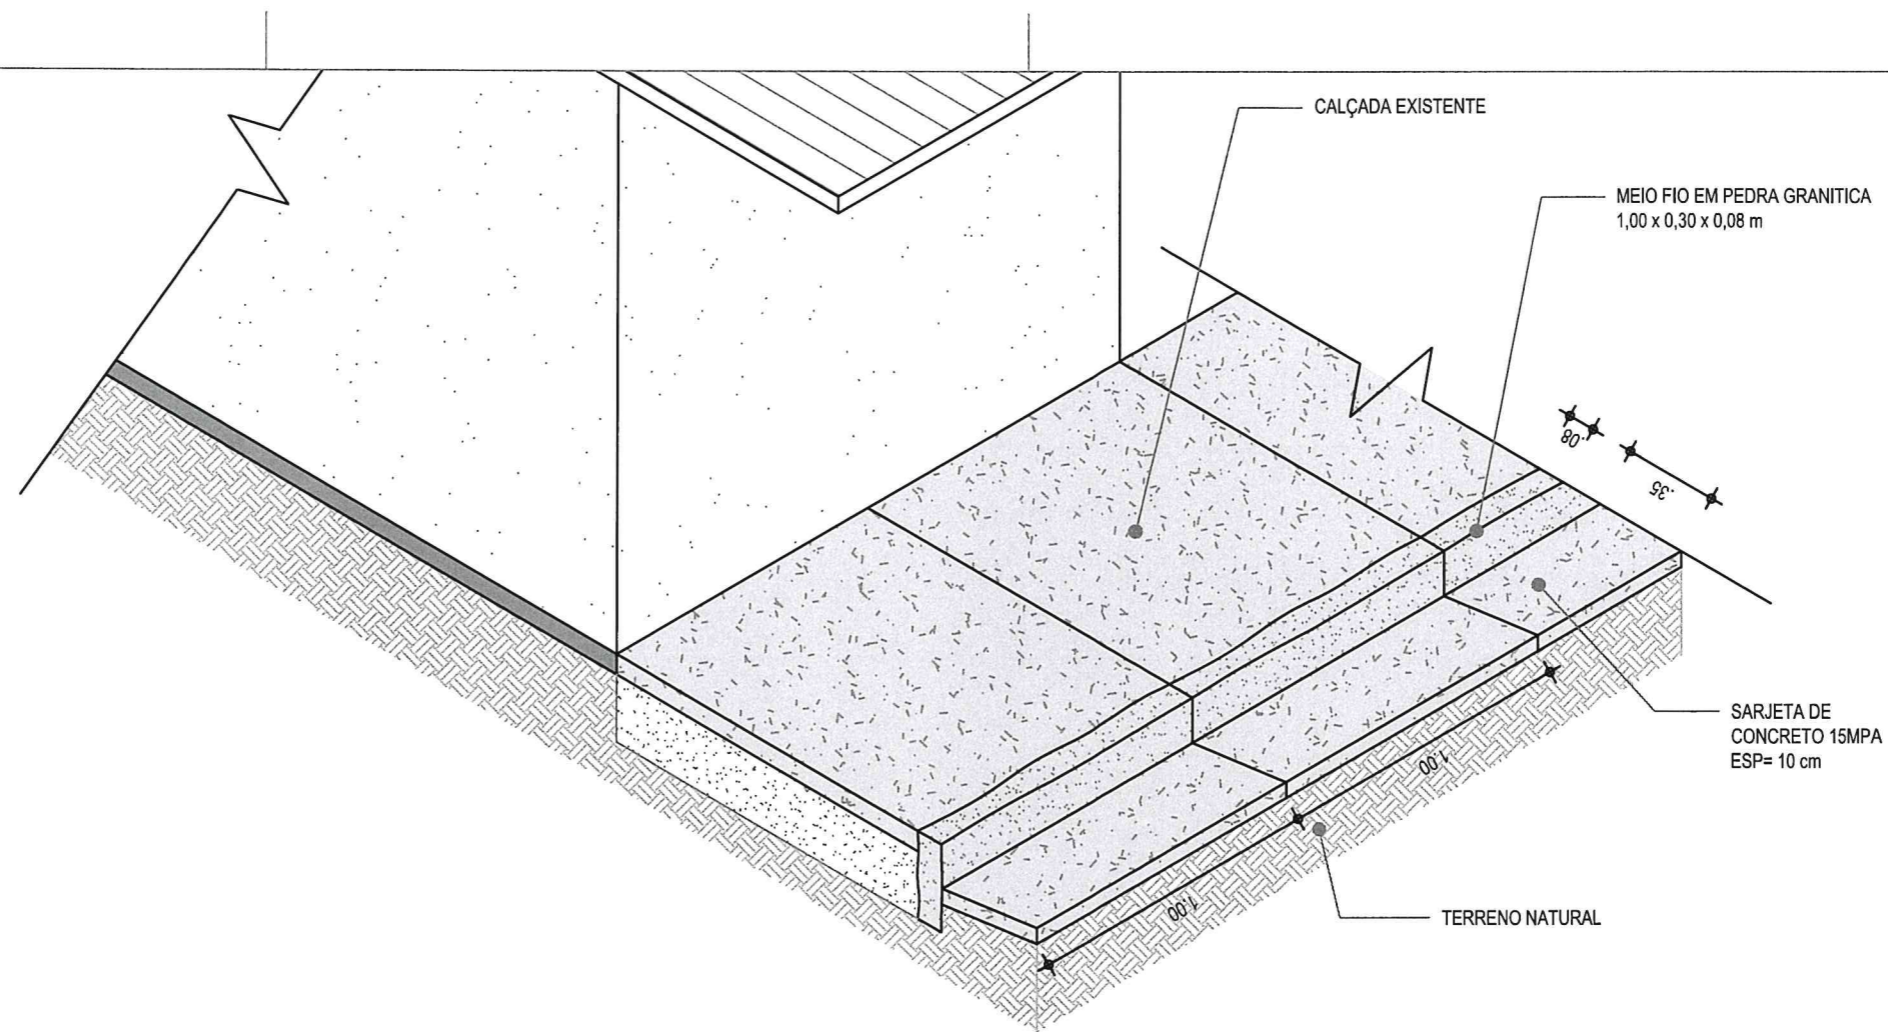 CALÇADA EXISTENTE
MEIO FIO EM PEDRA GRANITICA
1,00 x 0,30 x 0,08 m
.08
.35
SARJETA DE
CONCRETO 15MPA
ESP= 10 cm
1.00
1.00
TERRENO NATURAL